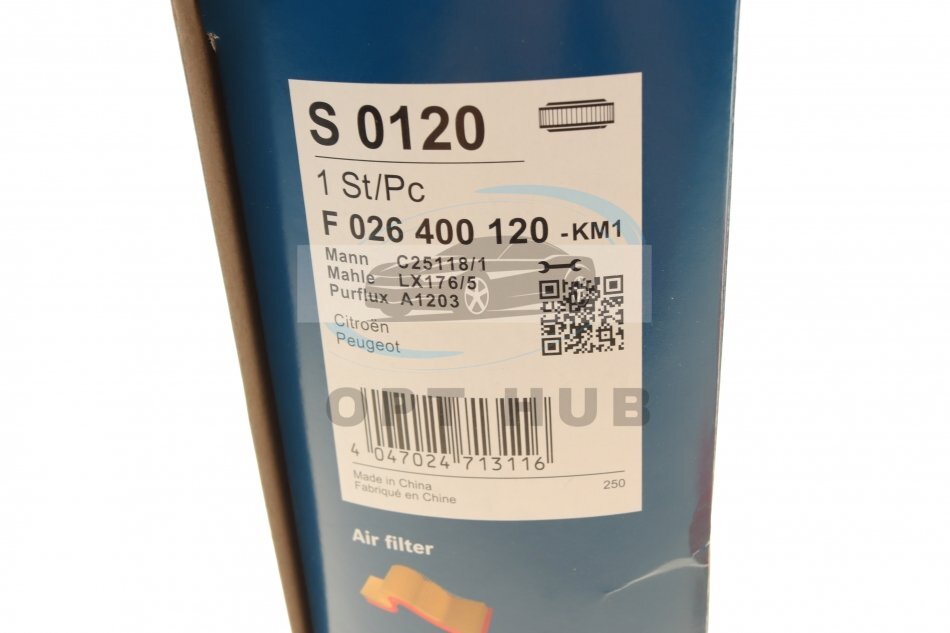 S 0120
1 St/Pc
F 026 400 120 -KM1
Mann C25118/1
Mahle LX176/5
Purflux A1203
Citroën
Peugeot
OPT HUB
4 047024 713116
Made in China
Fabriqué en Chine
250
Air filter